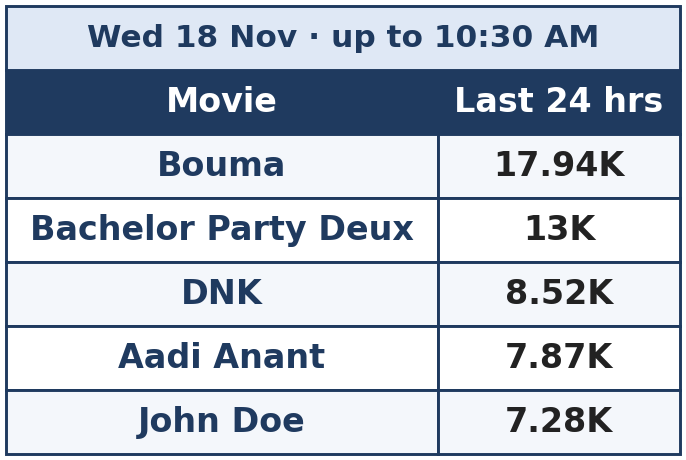 Wed 18 Nov · up to 10:30 AM
Movie Last 24 hrs
Bouma 17.94K
Bachelor Party Deux 13K
DNK 8.52K
Aadi Anant 7.87K
John Doe 7.28K